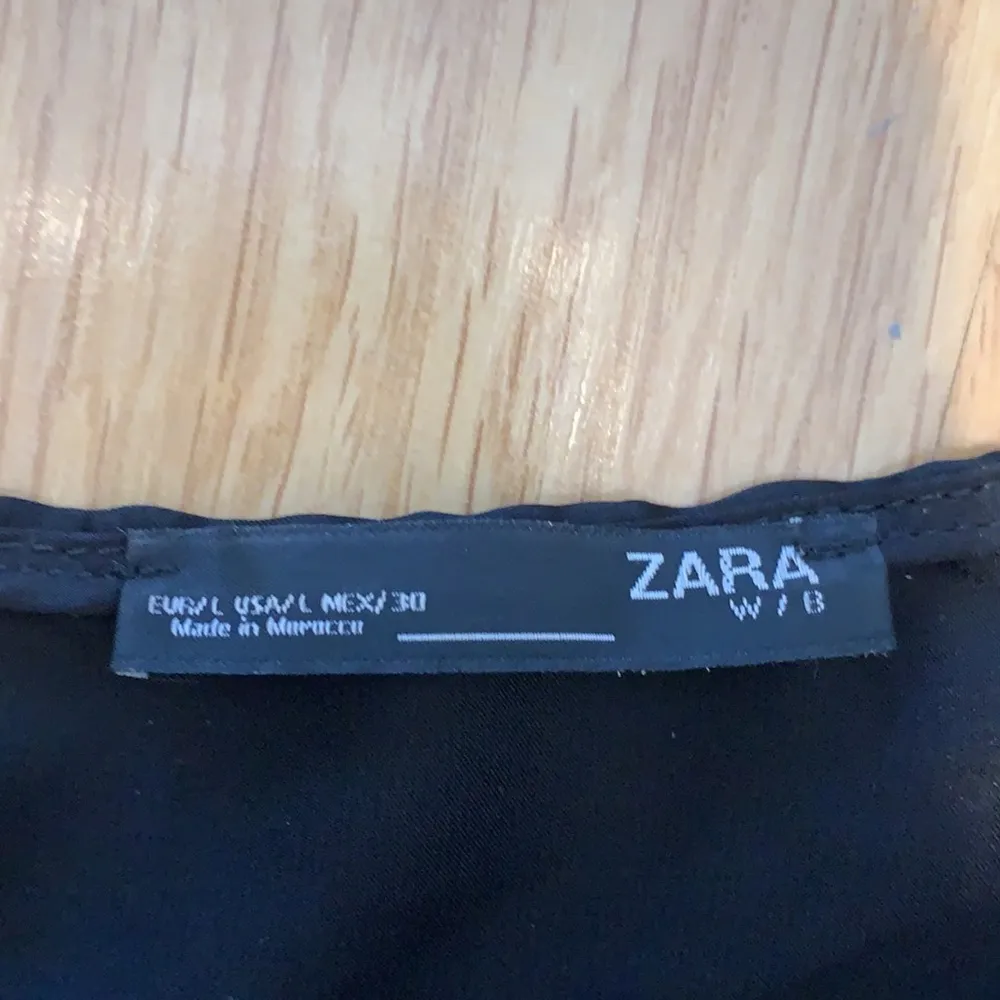 EUR/L USA/L MEX/30
Made in Morocco
ZARA
W / B